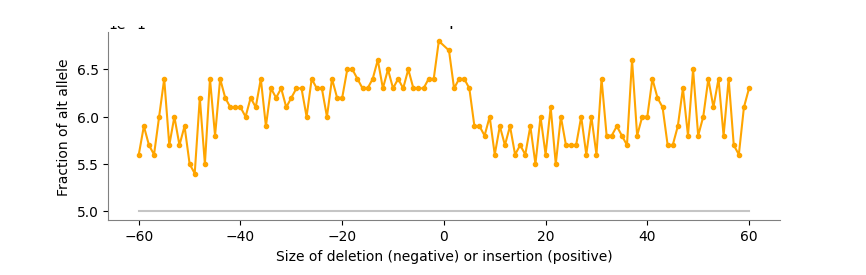 6.5
6.0
5.5
5.0
Fraction of alt allele
−60 −40 −20 0 20 40 60
Size of deletion (negative) or insertion (positive)